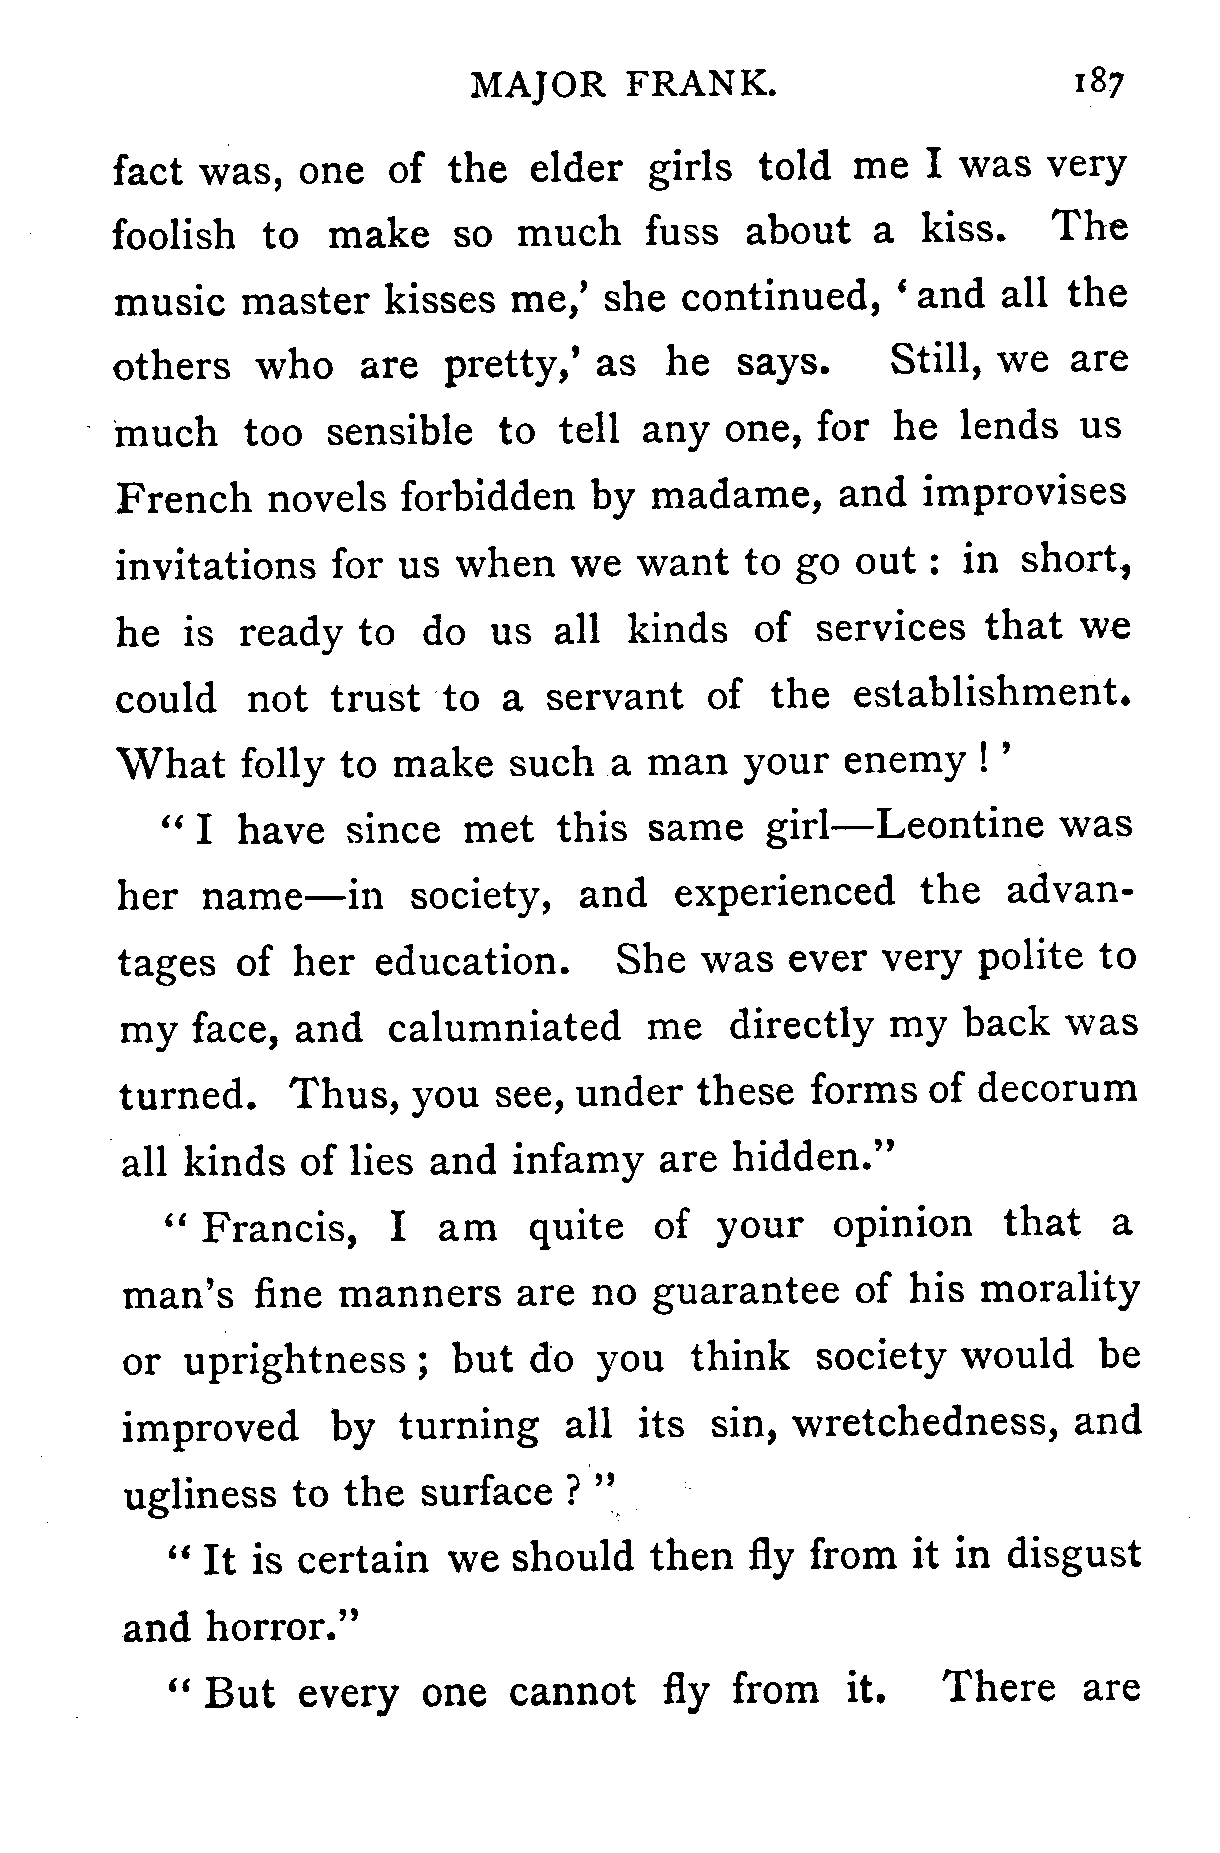 MAJOR FRANK. 187
fact was, one of the elder girls told me I was very
foolish to make so much fuss about a kiss. The
music master kisses me,’ she continued, ‘ and all the
others who are pretty,’ as he says. Still, we are
much too sensible to tell any one, for he lends us
French novels forbidden by madame, and improvises
invitations for us when we want to go out : in short,
he is ready to do us all kinds of services that we
could not trust to a servant of the establishment.
What folly to make such a man your enemy ! ’
“ I have since met this same girl—Leontine was
her name—in society, and experienced the advan-
tages of her education. She was ever very polite to
my face, and calumniated me directly my back was
turned. Thus, you see, under these forms of decorum
all kinds of lies and infamy are hidden.”
“ Francis, I am quite of your opinion that a
man’s fine manners are no guarantee of his morality
or uprightness ; but do you think society would be
improved by turning all its sin, wretchedness, and
ugliness to the surface ? ”
“ It is certain we should then fly from it in disgust
and horror.”
“ But every one cannot fly from it. There are